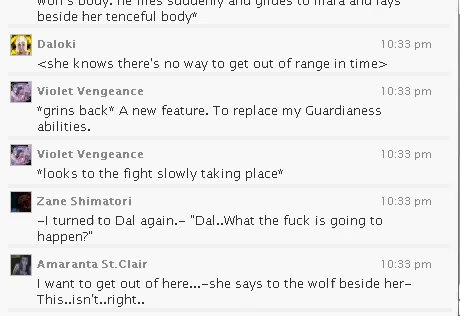 wolf's body. he ries suddenly and glides to Mara and lays
beside her tenceful body*
Daloki 10:33 pm
<she knows there's no way to get out of range in time>
Violet Vengeance 10:33 pm
*grins back* A new feature. To replace my Guardianess
abilities.
Violet Vengeance 10:33 pm
*looks to the fight slowly taking place*
Zane Shimatori 10:33 pm
-I turned to Dal again.- "Dal..What the fuck is going to
happen?"
Amaranta St.Clair 10:33 pm
I want to get out of here...-she says to the wolf beside her-
This..isn't..right..